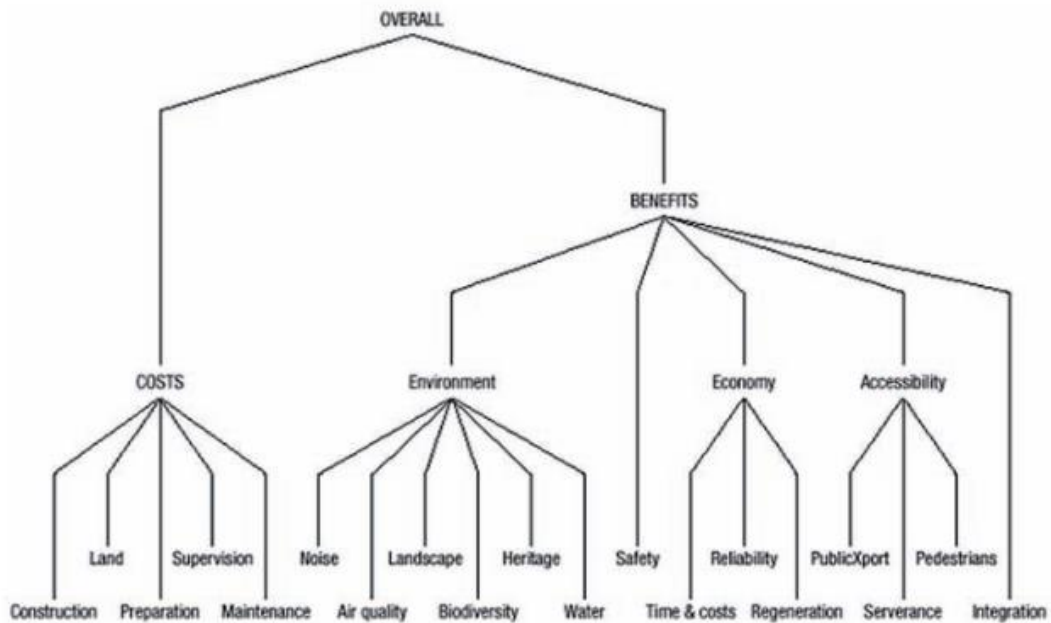 OVERALL
BENEFITS
COSTS Environment Economy Accessibility
Land Supervision Noise Landscape Heritage Safety Reliability PublicXport Pedestrians
Construction Preparation Maintenance Air quality Biodiversity Water Time & costs Regeneration Serverance Integration